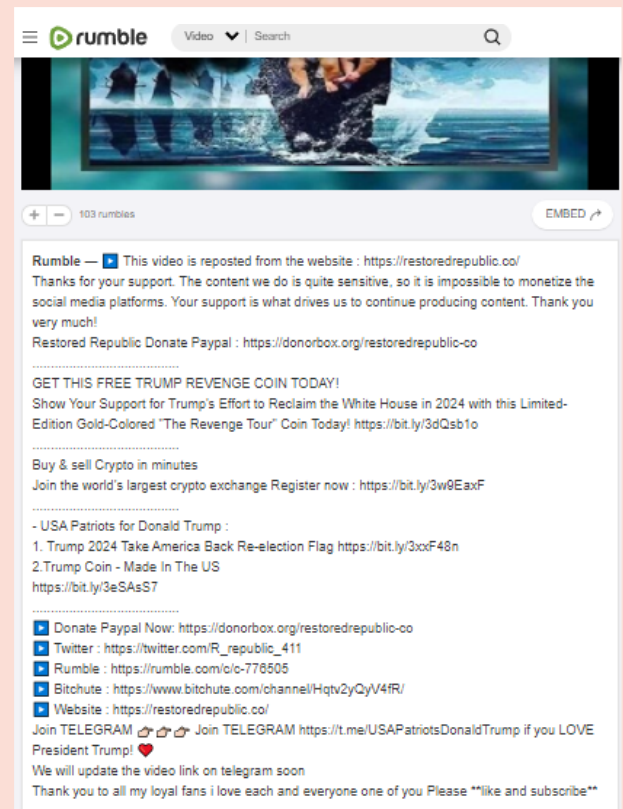 rumble Video Search
103 rumbles EMBED
Rumble — ▶ This video is reposted from the website : https://restoredrepublic.co/
Thanks for your support. The content we do is quite sensitive, so it is impossible to monetize the
social media platforms. Your support is what drives us to continue producing content. Thank you
very much!
Restored Republic Donate Paypal : https://donorbox.org/restoredrepublic-co
........................................
GET THIS FREE TRUMP REVENGE COIN TODAY!
Show Your Support for Trump's Effort to Reclaim the White House in 2024 with this Limited-
Edition Gold-Colored "The Revenge Tour" Coin Today! https://bit.ly/3dQsb1o
........................................
Buy & sell Crypto in minutes
Join the world's largest crypto exchange Register now : https://bit.ly/3w9EaxF
........................................
- USA Patriots for Donald Trump :
1. Trump 2024 Take America Back Re-election Flag https://bit.ly/3xxF48n
2.Trump Coin - Made In The US
https://bit.ly/3eSAsS7
........................................
▶ Donate Paypal Now: https://donorbox.org/restoredrepublic-co
▶ Twitter : https://twitter.com/R_republic_411
▶ Rumble : https://rumble.com/c/c-776505
▶ Bitchute : https://www.bitchute.com/channel/Hqtv2yQyV4fR/
▶ Website : https://restoredrepublic.co/
Join TELEGRAM 👉👉👉 Join TELEGRAM https://t.me/USAPatriotsDonaldTrump if you LOVE
President Trump! ❤
We will update the video link on telegram soon
Thank you to all my loyal fans i love each and everyone one of you Please **like and subscribe**